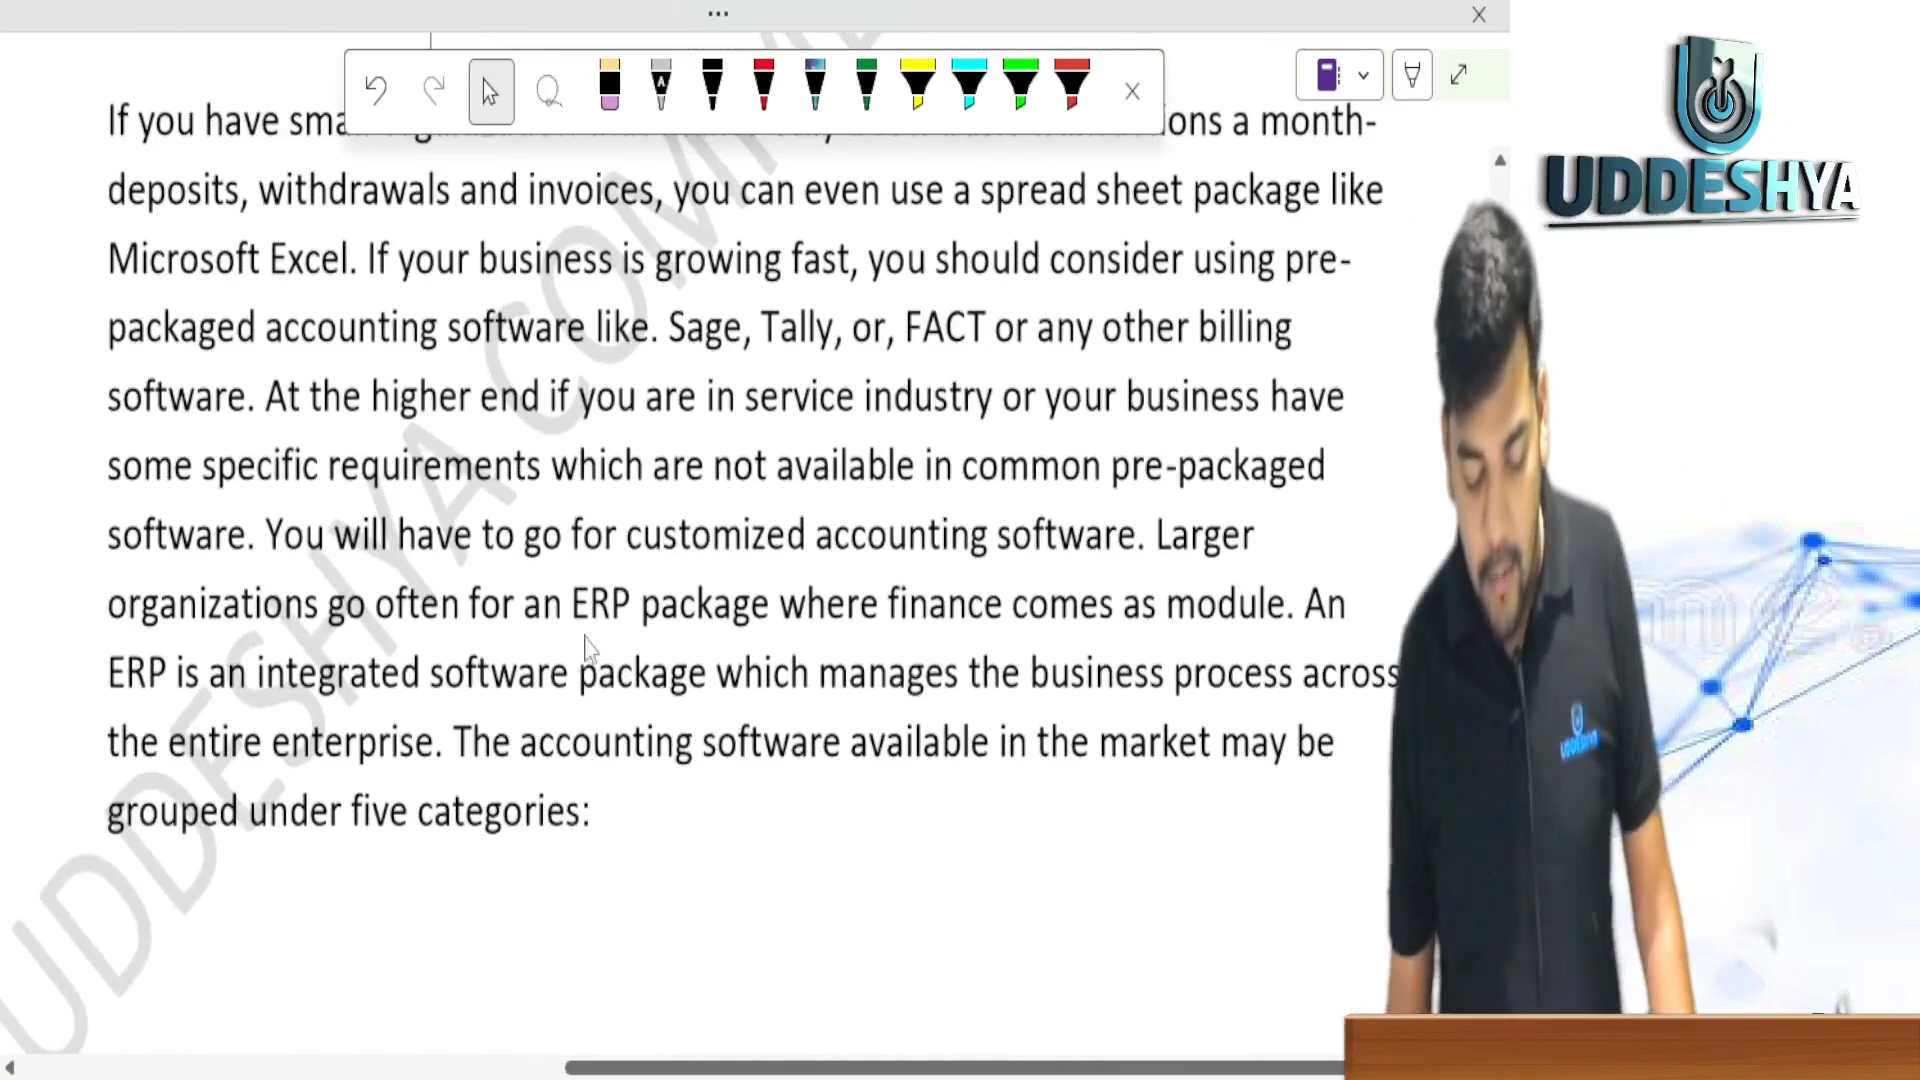 UDDESHYA
If you have ions a month-
deposits, withdrawals and invoices, you can even use a spread sheet package like
Microsoft Excel. If your business is growing fast, you should consider using pre-
packaged accounting software like. Sage, Tally, or, FACT or any other billing
software. At the higher end if you are in service industry or your business have
some specific requirements which are not available in common pre-packaged
software. You will have to go for customized accounting software. Larger
organizations go often for an ERP package where finance comes as module. An
ERP is an integrated software package which manages the business process across
the entire enterprise. The accounting software available in the market may be
grouped under five categories:
UDDESHYA COM
UDDESHYA